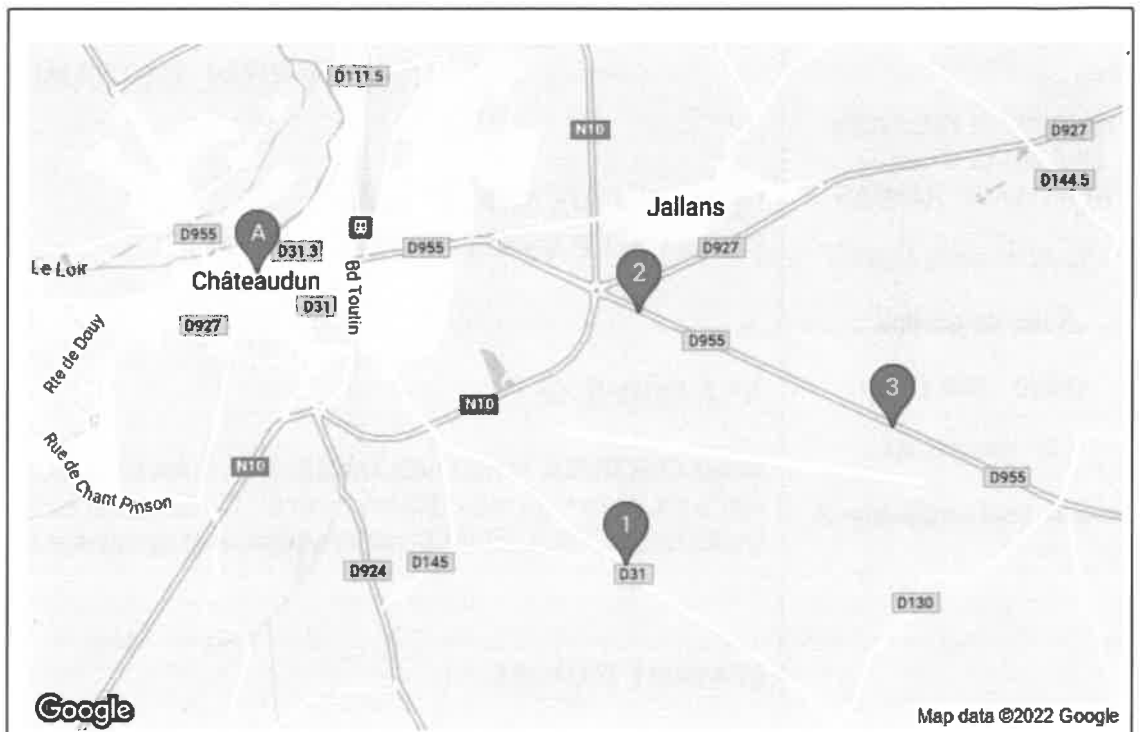 D111.5
N10
D927
D144.5
Jallans
D955
A
D31.3
D955
D927
Le Loir
Châteaudun
Bd Toutin
2
D31
D927
D955
Rte de Douy
3
N10
N10
D955
Rue de Chant Pinson
1
D924
D145
D31
D130
Google
Map data ©2022 Google